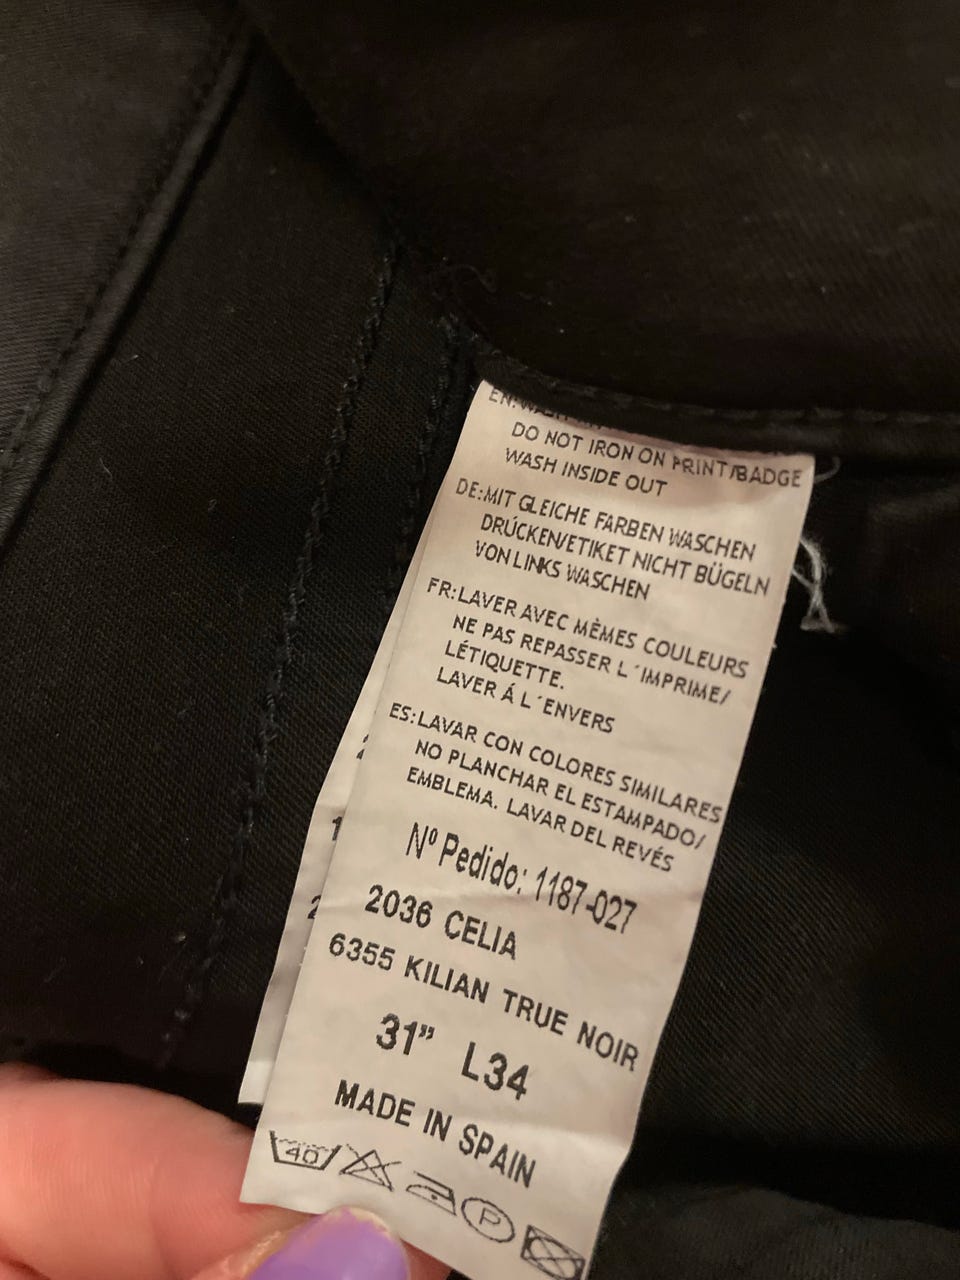 EN: WASH
DO NOT IRON ON PRINT/BADGE
WASH INSIDE OUT
DE:MIT GLEICHE FARBEN WASCHEN
DRÚCKEN/ETIKET NICHT BÜGELN
VON LINKS WASCHEN
FR:LAVER AVEC MÈMES COULEURS
NE PAS REPASSER L´IMPRIME/
LÉTIQUETTE.
LAVER Á L´ENVERS
ES:LAVAR CON COLORES SIMILARES
NO PLANCHAR EL ESTAMPADO/
EMBLEMA. LAVAR DEL REVÉS
Nº Pedido: 1187-027
2036 CELIA
6355 KILIAN TRUE NOIR
31” L34
MADE IN SPAIN
40 P